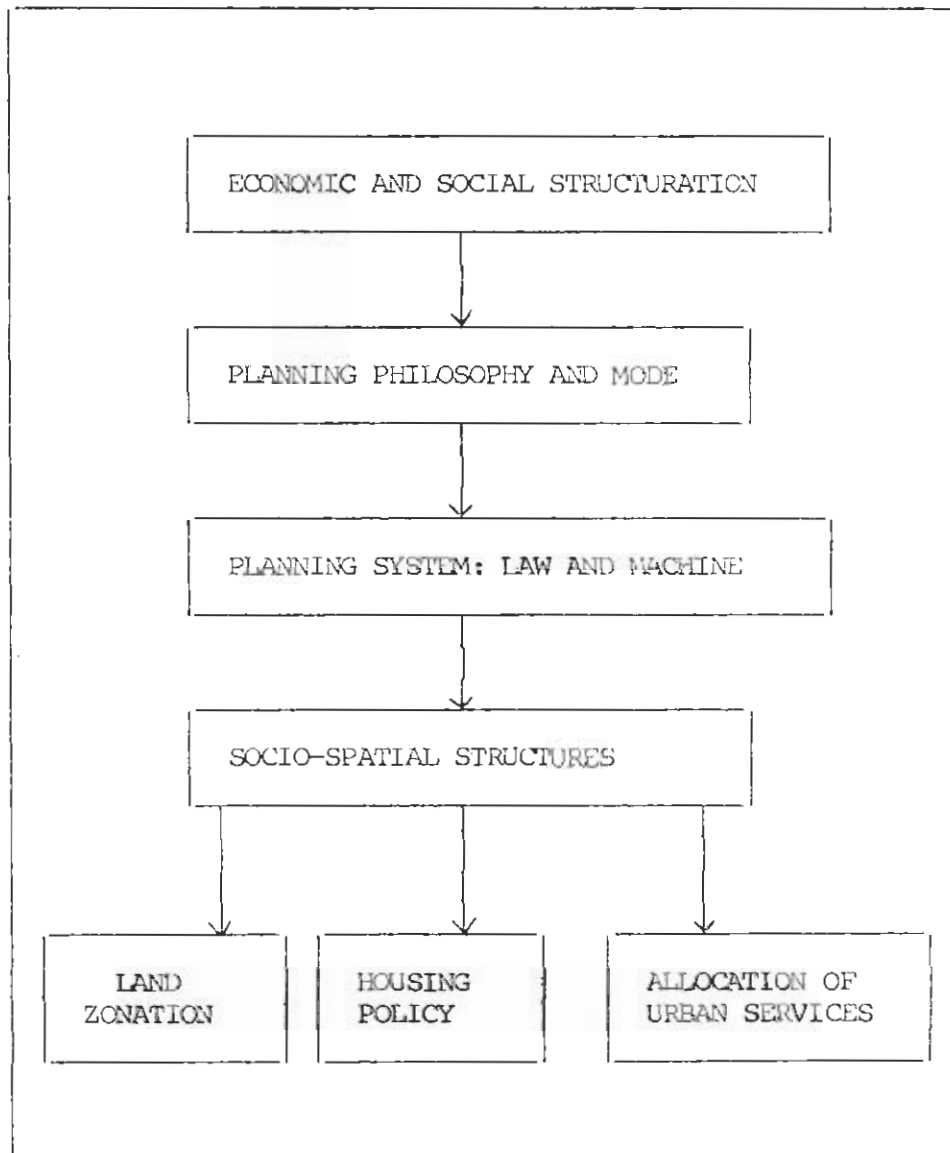 ECONOMIC AND SOCIAL STRUCTURATION
PLANNING PHILOSOPHY AND MODE
PLANNING SYSTEM: LAW AND MACHINE
SOCIO-SPATIAL STRUCTURES
LAND
ZONATION
HOUSING
POLICY
ALLOCATION OF
URBAN SERVICES